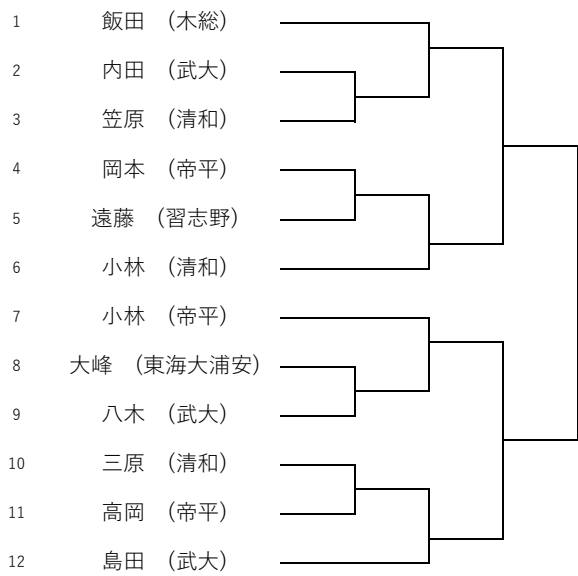 1 飯田 （木総）
2 内田 （武大）
3 笠原 （清和）
4 岡本 （帝平）
5 遠藤 （習志野）
6 小林 （清和）
7 小林 （帝平）
8 大峰 （東海大浦安）
9 八木 （武大）
10 三原 （清和）
11 高岡 （帝平）
12 島田 （武大）